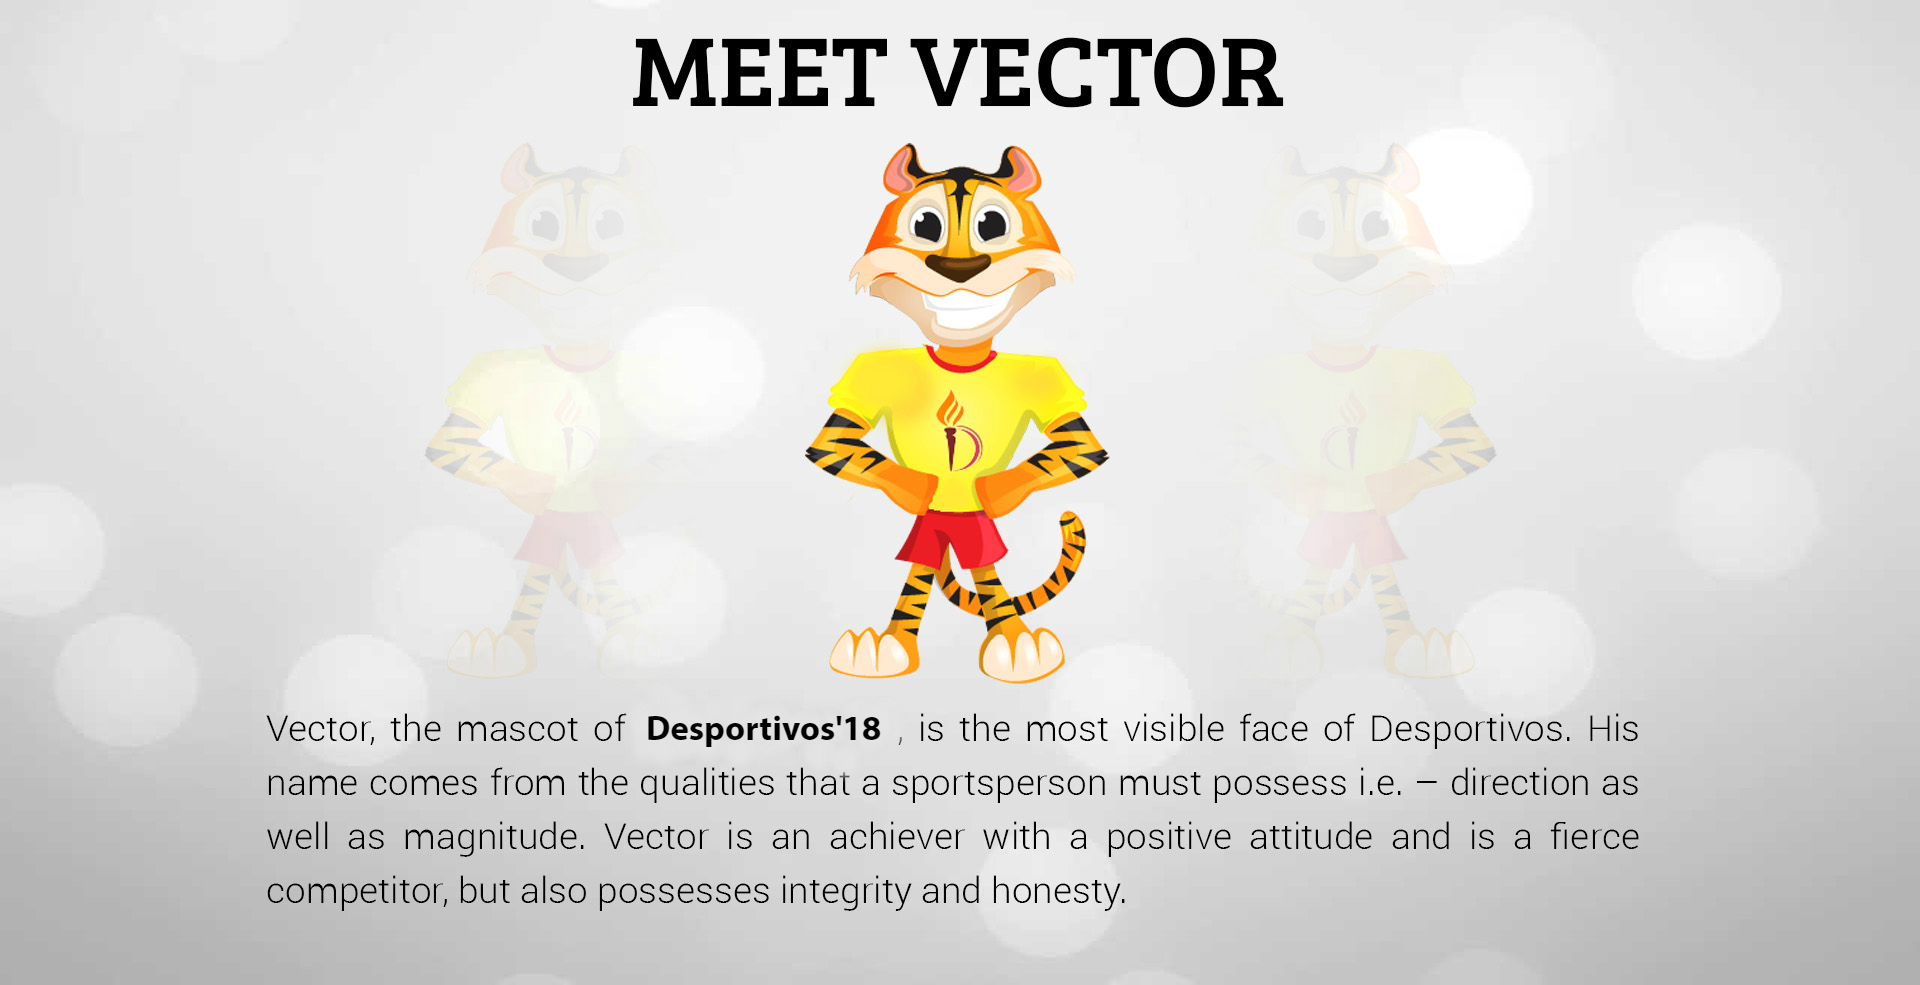 MEET VECTOR
Vector, the mascot of Desportivos'18 , is the most visible face of Desportivos. His
name comes from the qualities that a sportsperson must possess i.e. – direction as
well as magnitude. Vector is an achiever with a positive attitude and is a fierce
competitor, but also possesses integrity and honesty.